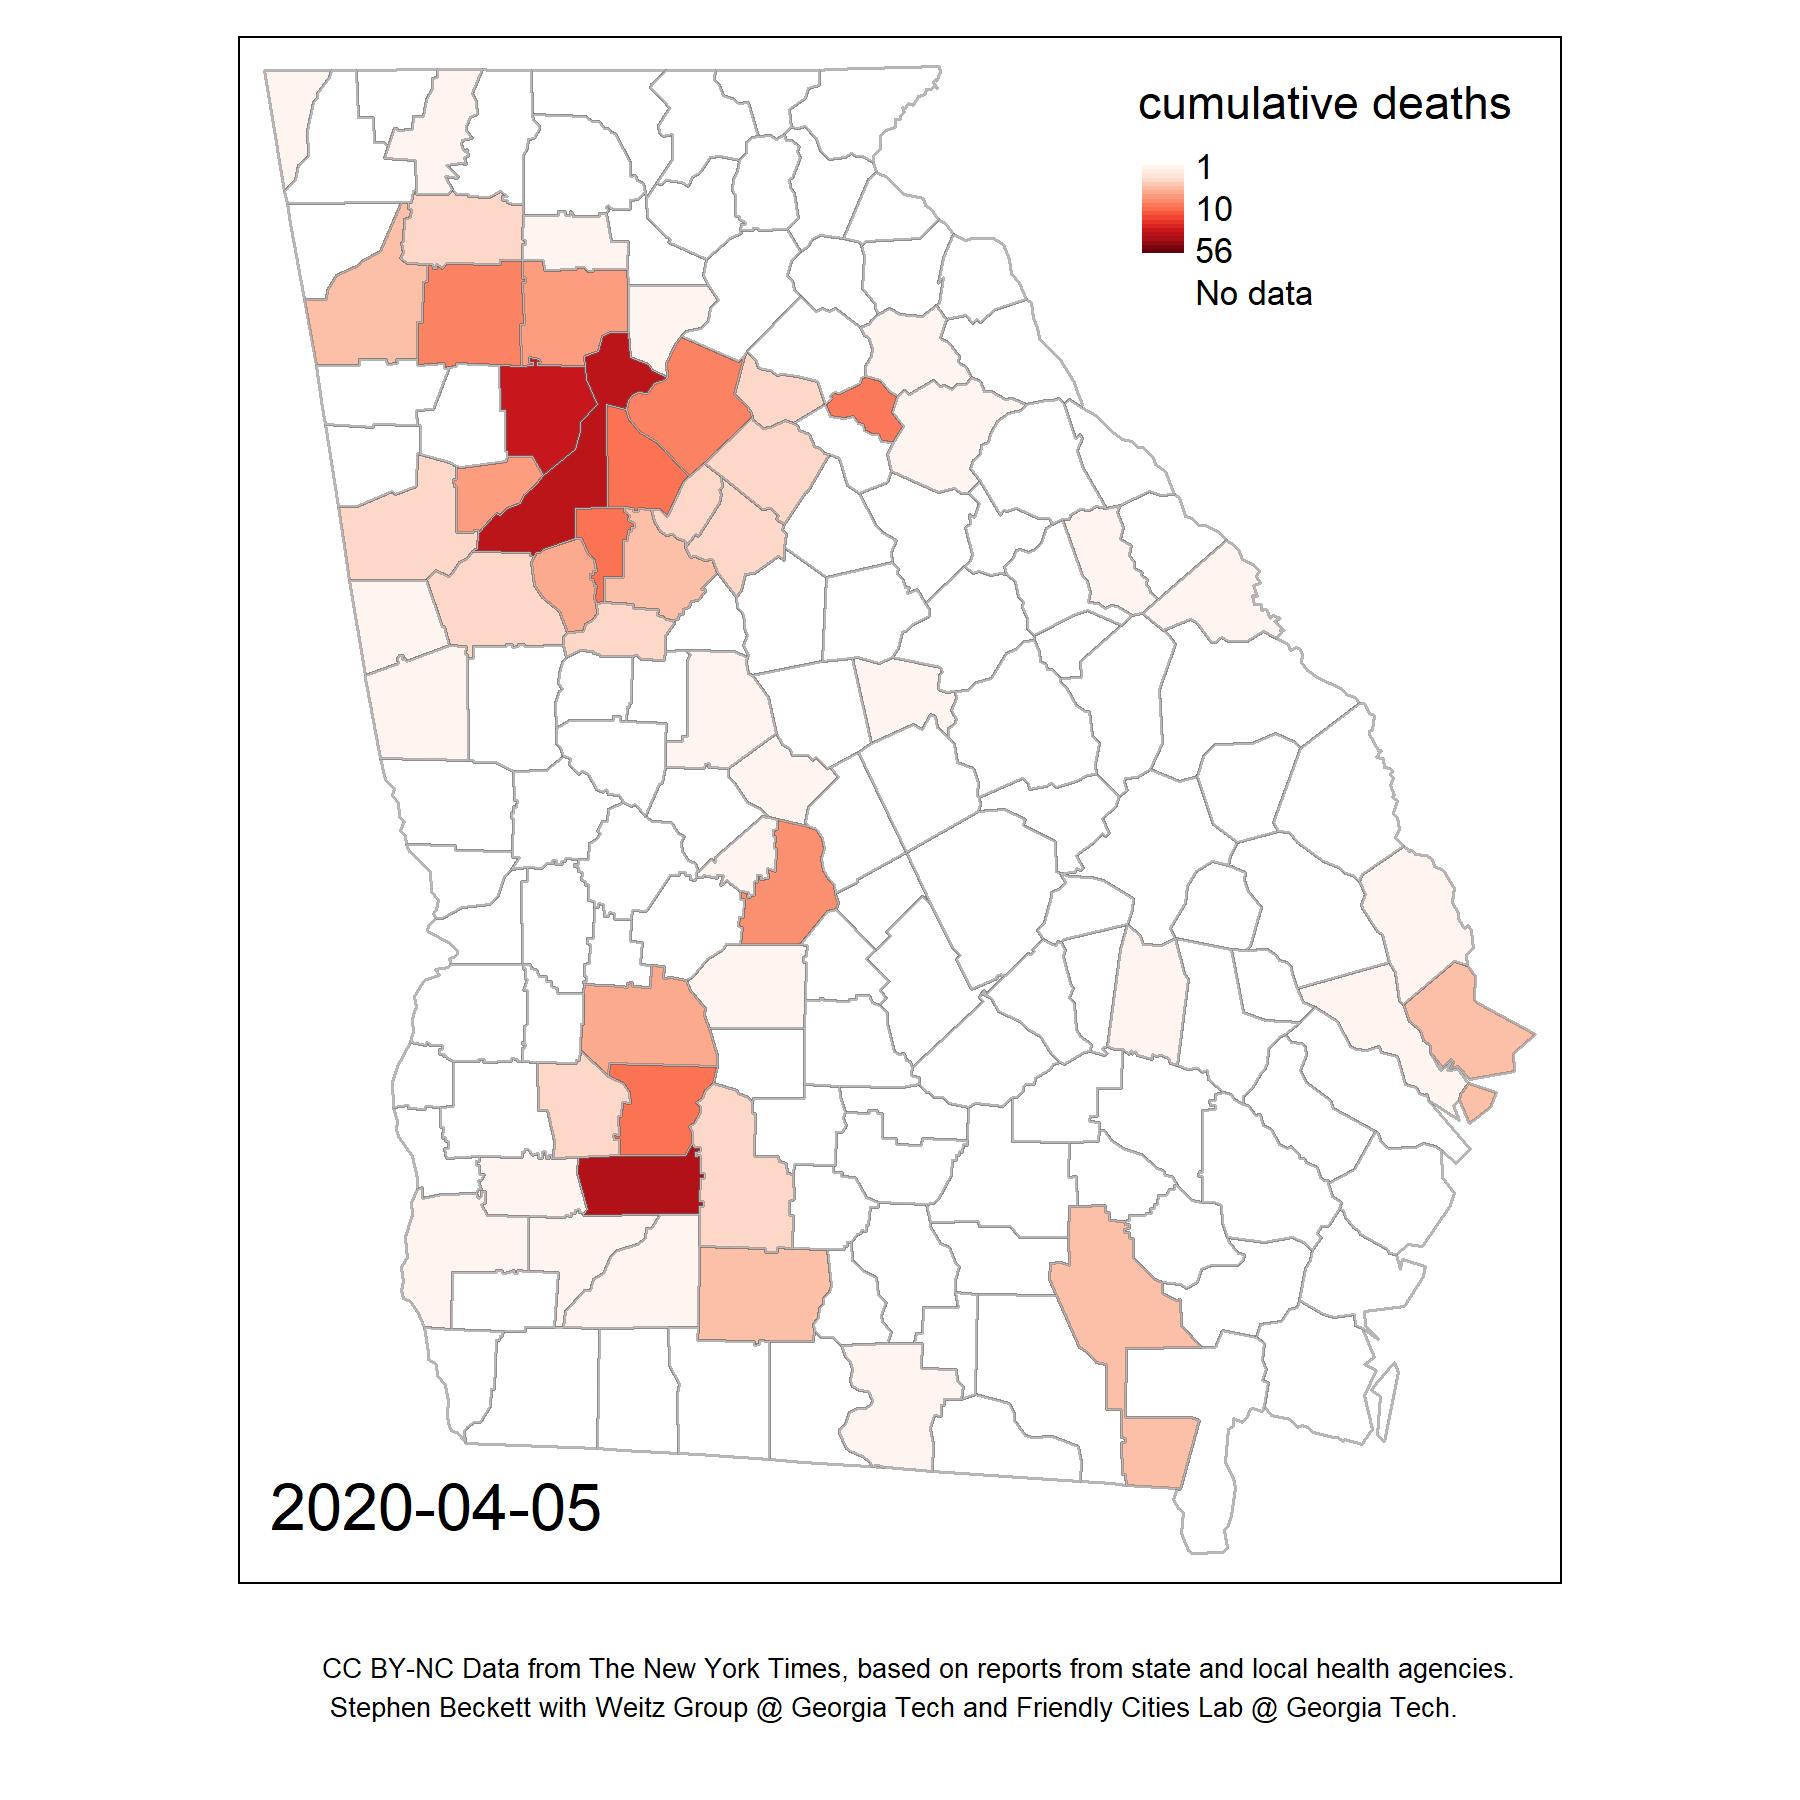 cumulative deaths
1
10
56
No data
2020-04-05
CC BY-NC Data from The New York Times, based on reports from state and local health agencies.
Stephen Beckett with Weitz Group @ Georgia Tech and Friendly Cities Lab @ Georgia Tech.